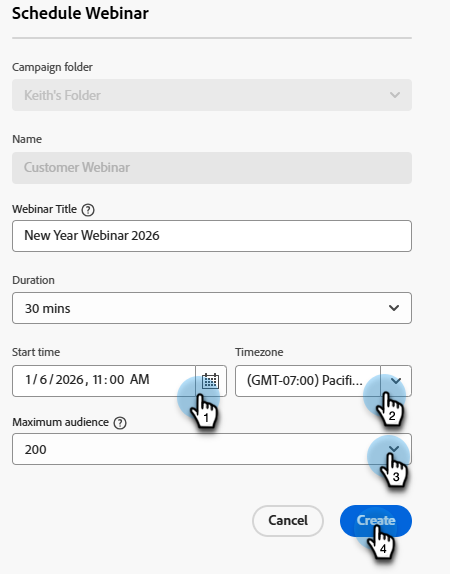 Schedule Webinar
Campaign folder
Keith's Folder
Name
Customer Webinar
Webinar Title ?
New Year Webinar 2026
Duration
30 mins
Start time Timezone
1/6/2026, 11:00 AM (GMT-07:00) Pacifi...
1 2
Maximum audience ?
200
3
Cancel Create
4